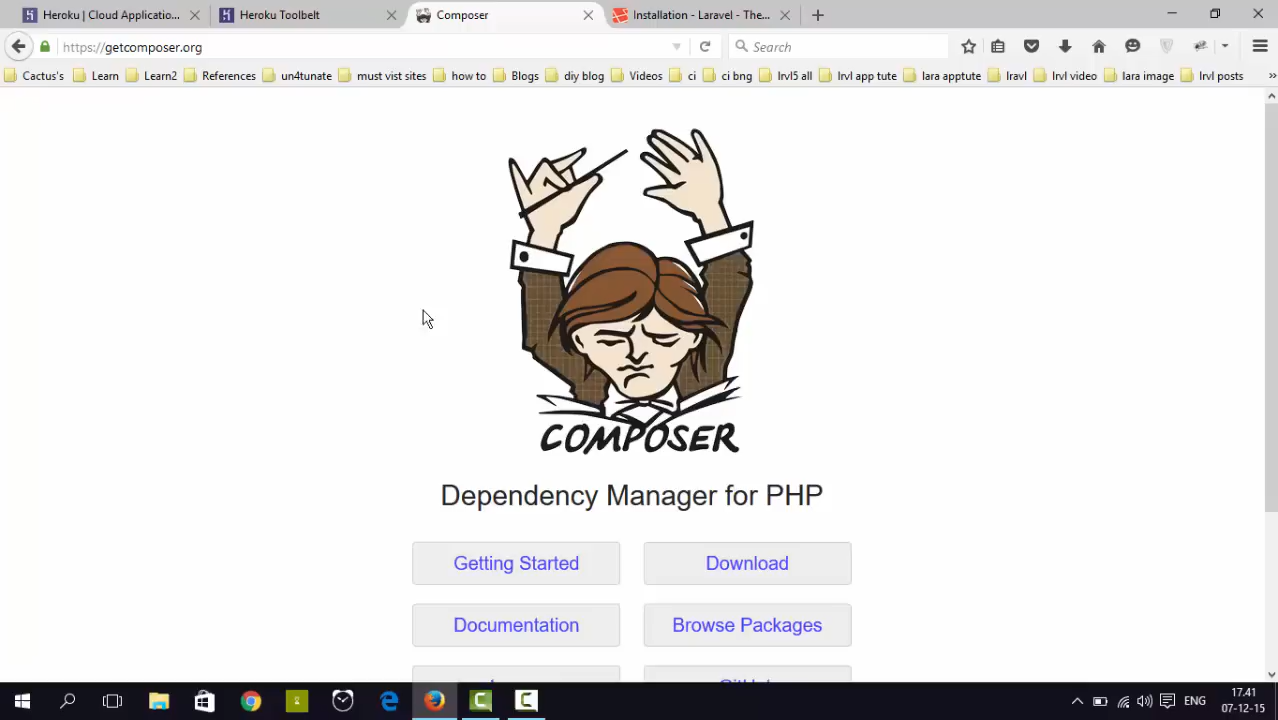 Heroku | Cloud Application...
Heroku Toolbelt
Composer
Installation - Laravel - The...
https://getcomposer.org
Search
Cactus's
Learn
Learn2
References
un4tunate
must vist sites
how to
Blogs
diy blog
Videos
ci
ci bng
lrvl5 all
lrvl app tute
lara apptute
lravl
lrvl video
lara image
lrvl posts
COMPOSER
Dependency Manager for PHP
Getting Started
Download
Documentation
Browse Packages
ENG
17.41
07-12-15